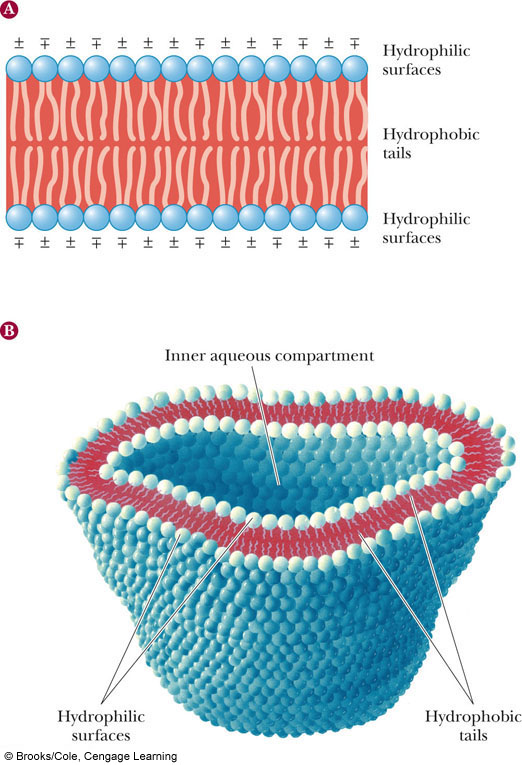 A
± ∓ ± ∓ ± ∓ ± ± ± ∓ ∓ ± ± ∓
Hydrophilic
surfaces
Hydrophobic
tails
Hydrophilic
surfaces
B
Inner aqueous compartment
Hydrophilic
surfaces
Hydrophobic
tails
© Brooks/Cole, Cengage Learning